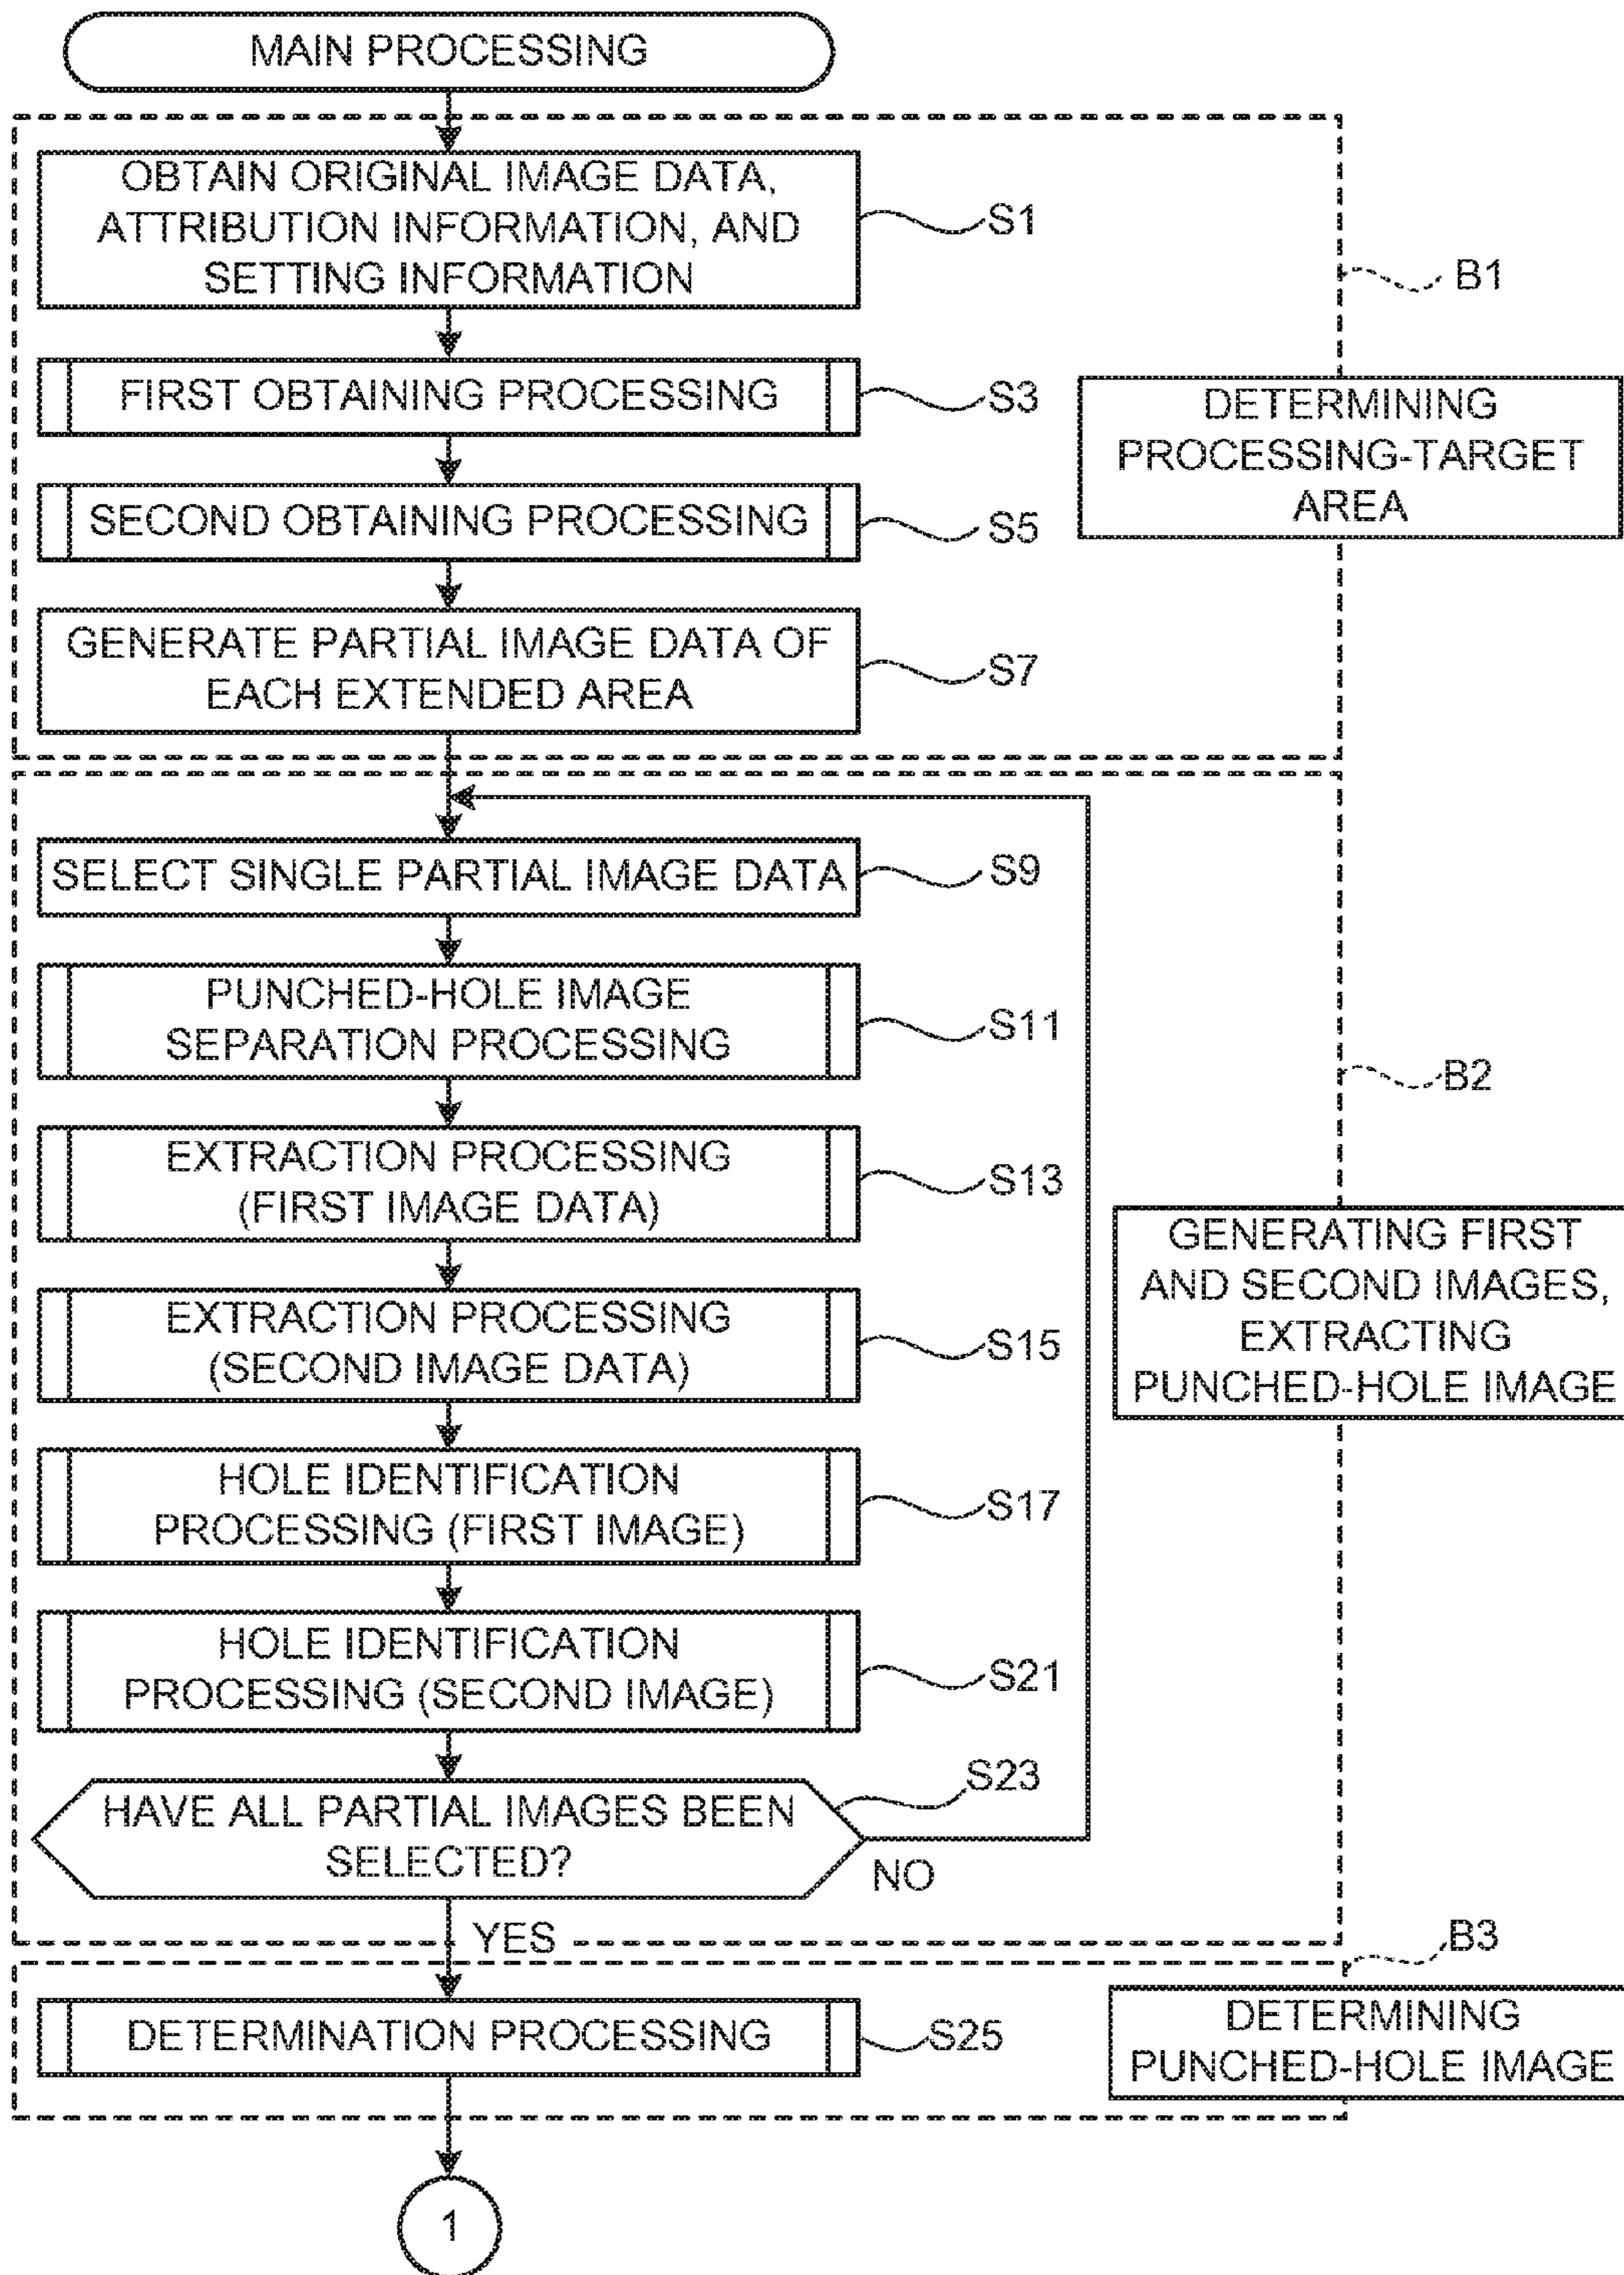 MAIN PROCESSING
OBTAIN ORIGINAL IMAGE DATA,
ATTRIBUTION INFORMATION, AND
SETTING INFORMATION
S1
B1
FIRST OBTAINING PROCESSING
S3
DETERMINING
PROCESSING-TARGET
AREA
SECOND OBTAINING PROCESSING
S5
GENERATE PARTIAL IMAGE DATA OF
EACH EXTENDED AREA
S7
SELECT SINGLE PARTIAL IMAGE DATA
S9
PUNCHED-HOLE IMAGE
SEPARATION PROCESSING
S11
B2
EXTRACTION PROCESSING
(FIRST IMAGE DATA)
S13
GENERATING FIRST
AND SECOND IMAGES,
EXTRACTING
PUNCHED-HOLE IMAGE
EXTRACTION PROCESSING
(SECOND IMAGE DATA)
S15
HOLE IDENTIFICATION
PROCESSING (FIRST IMAGE)
S17
HOLE IDENTIFICATION
PROCESSING (SECOND IMAGE)
S21
HAVE ALL PARTIAL IMAGES BEEN
SELECTED?
S23
NO
YES
B3
DETERMINATION PROCESSING
S25
DETERMINING
PUNCHED-HOLE IMAGE
1